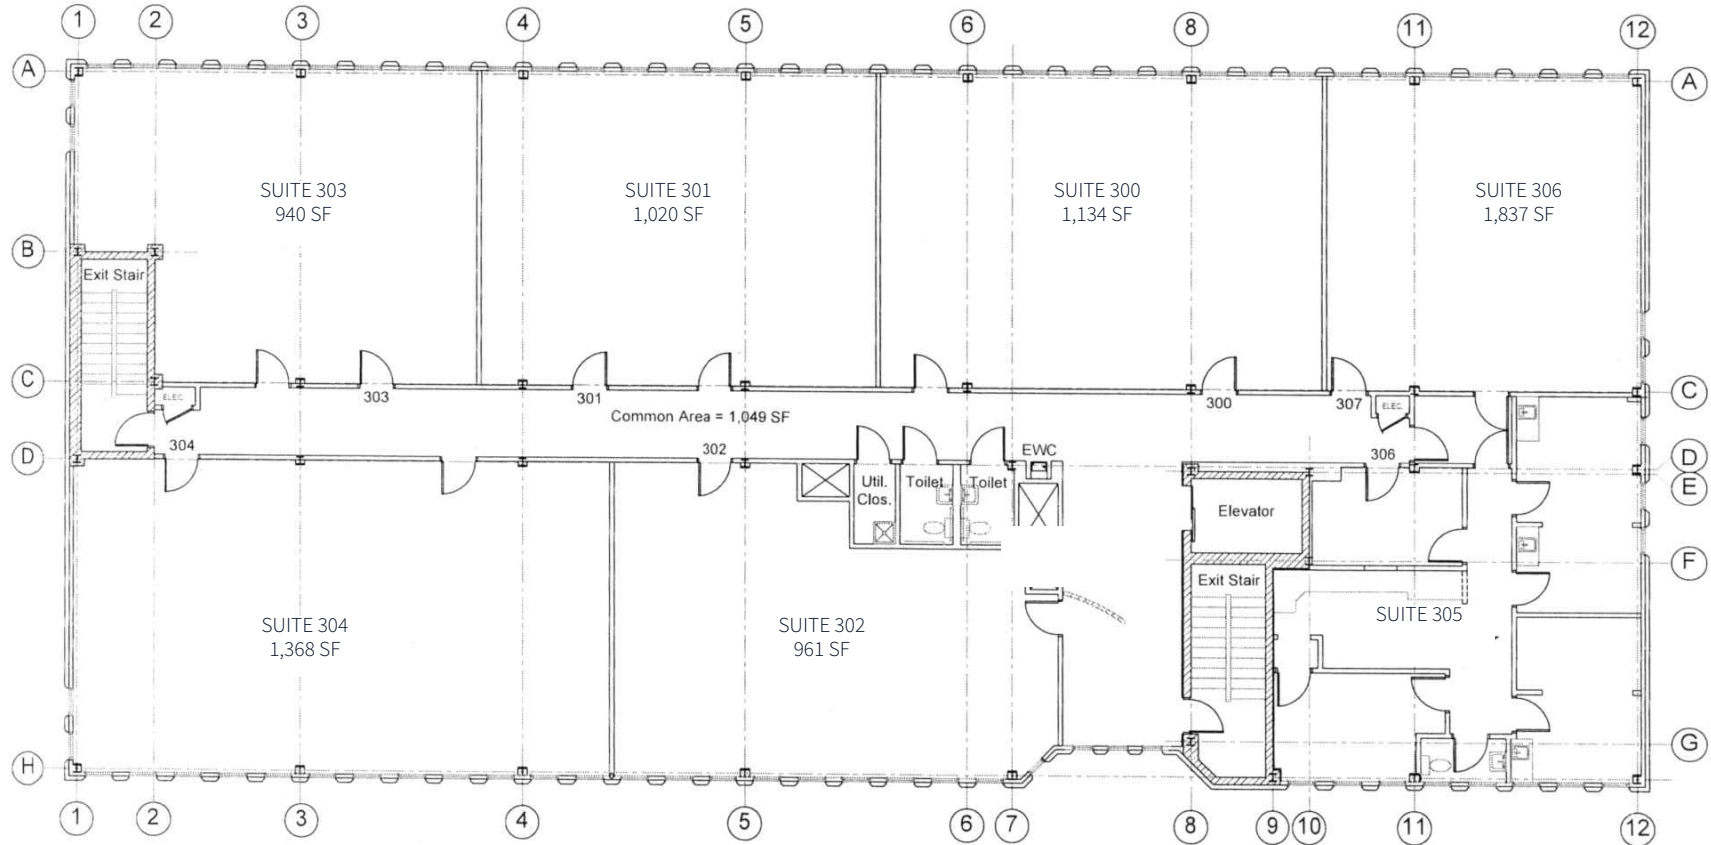 1
2
3
4
5
6
8
11
12
A
A
SUITE 303
940 SF
SUITE 301
1,020 SF
SUITE 300
1,134 SF
SUITE 306
1,837 SF
B
Exit Stair
C
C
ELEC.
303
301
300
307
ELEC.
Common Area = 1,049 SF
304
302
EWC
306
D
D
E
Util.
Clos.
Toilet
Toilet
Elevator
F
Exit Stair
SUITE 304
1,368 SF
SUITE 302
961 SF
SUITE 305
G
H
1
2
3
4
5
6
7
8
9
10
11
12